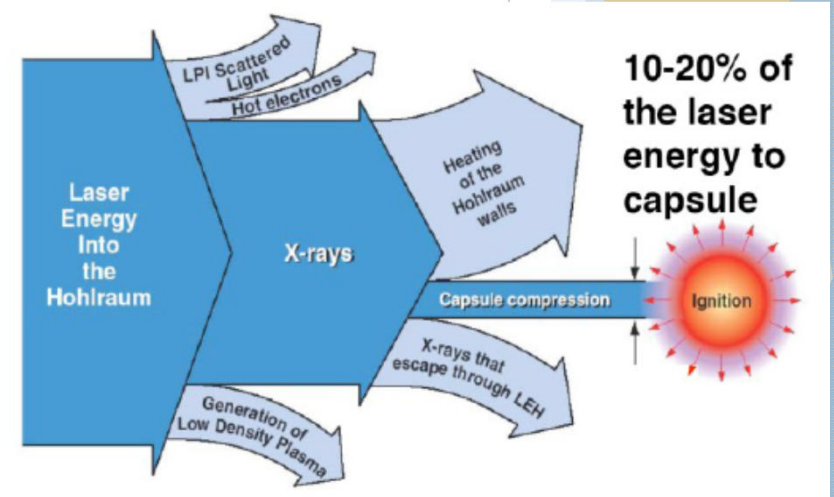 LPI Scattered
Light
Hot electrons
10-20% of
the laser
energy to
capsule
Heating
of the
Hohlraum
walls
Laser
Energy
Into
the
Hohlraum
X-rays
Capsule compression
Ignition
X-rays that
escape through LEH
Generation of
Low Density Plasma